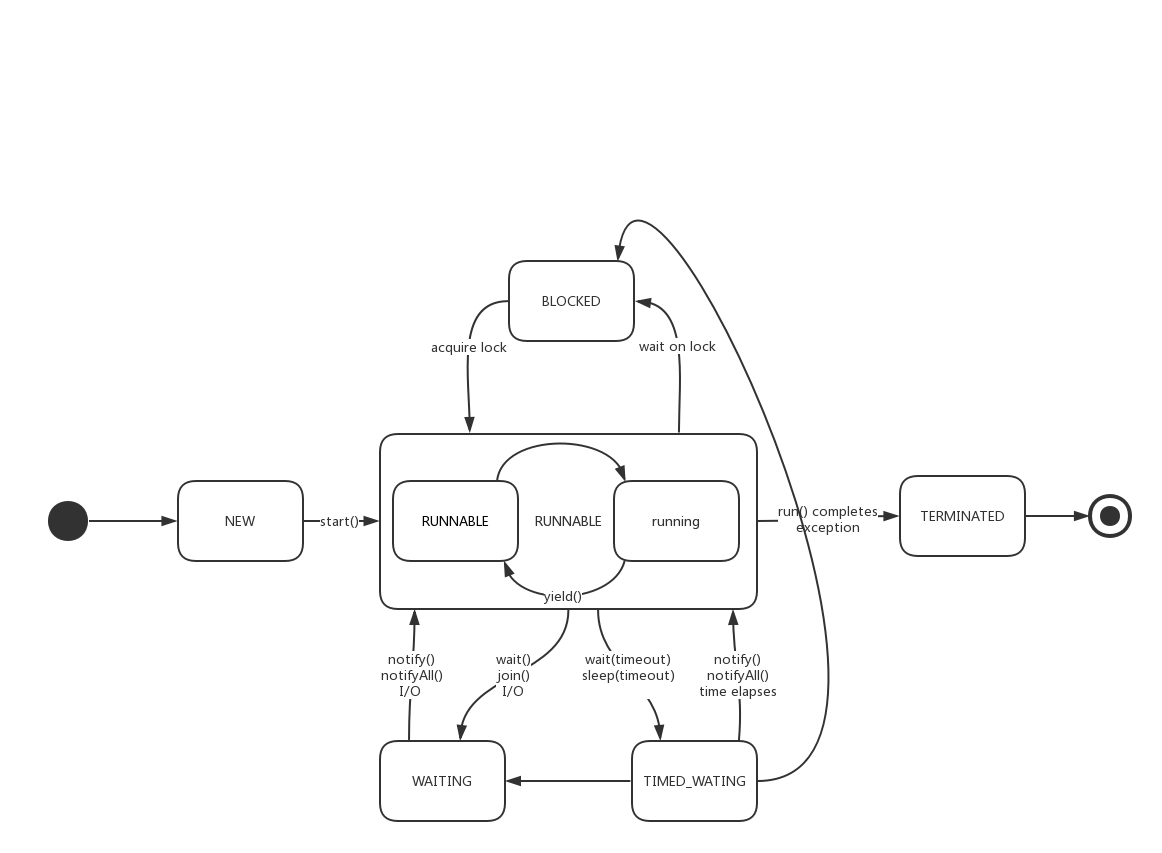 BLOCKED
acquire lock
wait on lock
NEW
start()
RUNNABLE
RUNNABLE
running
yield()
run() completes
exception
TERMINATED
notify()
notifyAll()
I/O
wait()
join()
I/O
wait(timeout)
sleep(timeout)
notify()
notifyAll()
time elapses
WAITING
TIMED_WATING